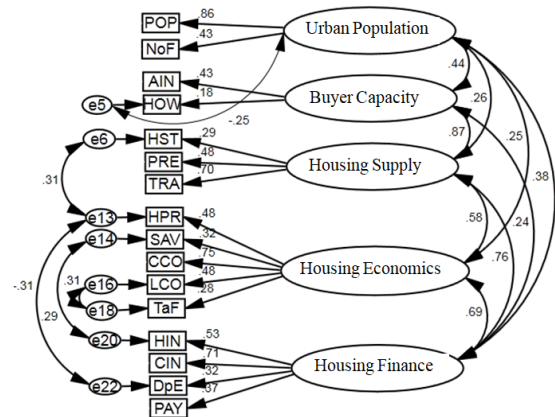 POP .86 Urban Population
NoF .43
AIN .43 .44
e5 HOW .18 Buyer Capacity .26
-.25 .25
e6 HST .29 .87
PRE .48 Housing Supply .38
TRA .70
.31
e13 HPR .48 .58 .24
e14 SAV .32 .76
CCO .75
-.31 .31 e16 LCO .48 Housing Economics
.29 e18 TaF .28 .69
e20 HIN .53
CIN .71
e22 DpE .32 Housing Finance
PAY .37